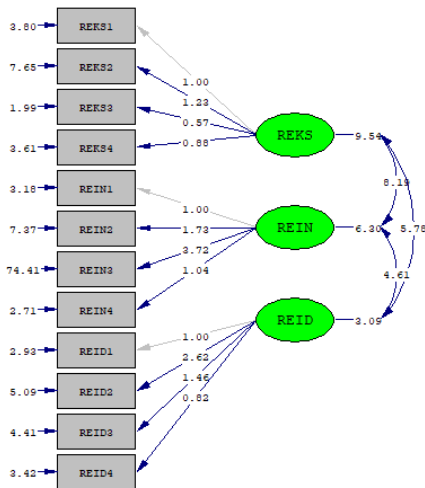 3.80 REKS1
7.65 REKS2
1.00
1.99 REKS3
1.23
0.57
REKS 9.54
3.61 REKS4
0.88
3.18 REIN1
8.19
1.00
7.37 REIN2
1.73
REIN 6.30 5.78
3.72
74.41 REIN3
1.04
4.61
2.71 REIN4
REID 3.09
2.93 REID1
1.00
2.62
5.09 REID2
1.46
0.82
4.41 REID3
3.42 REID4